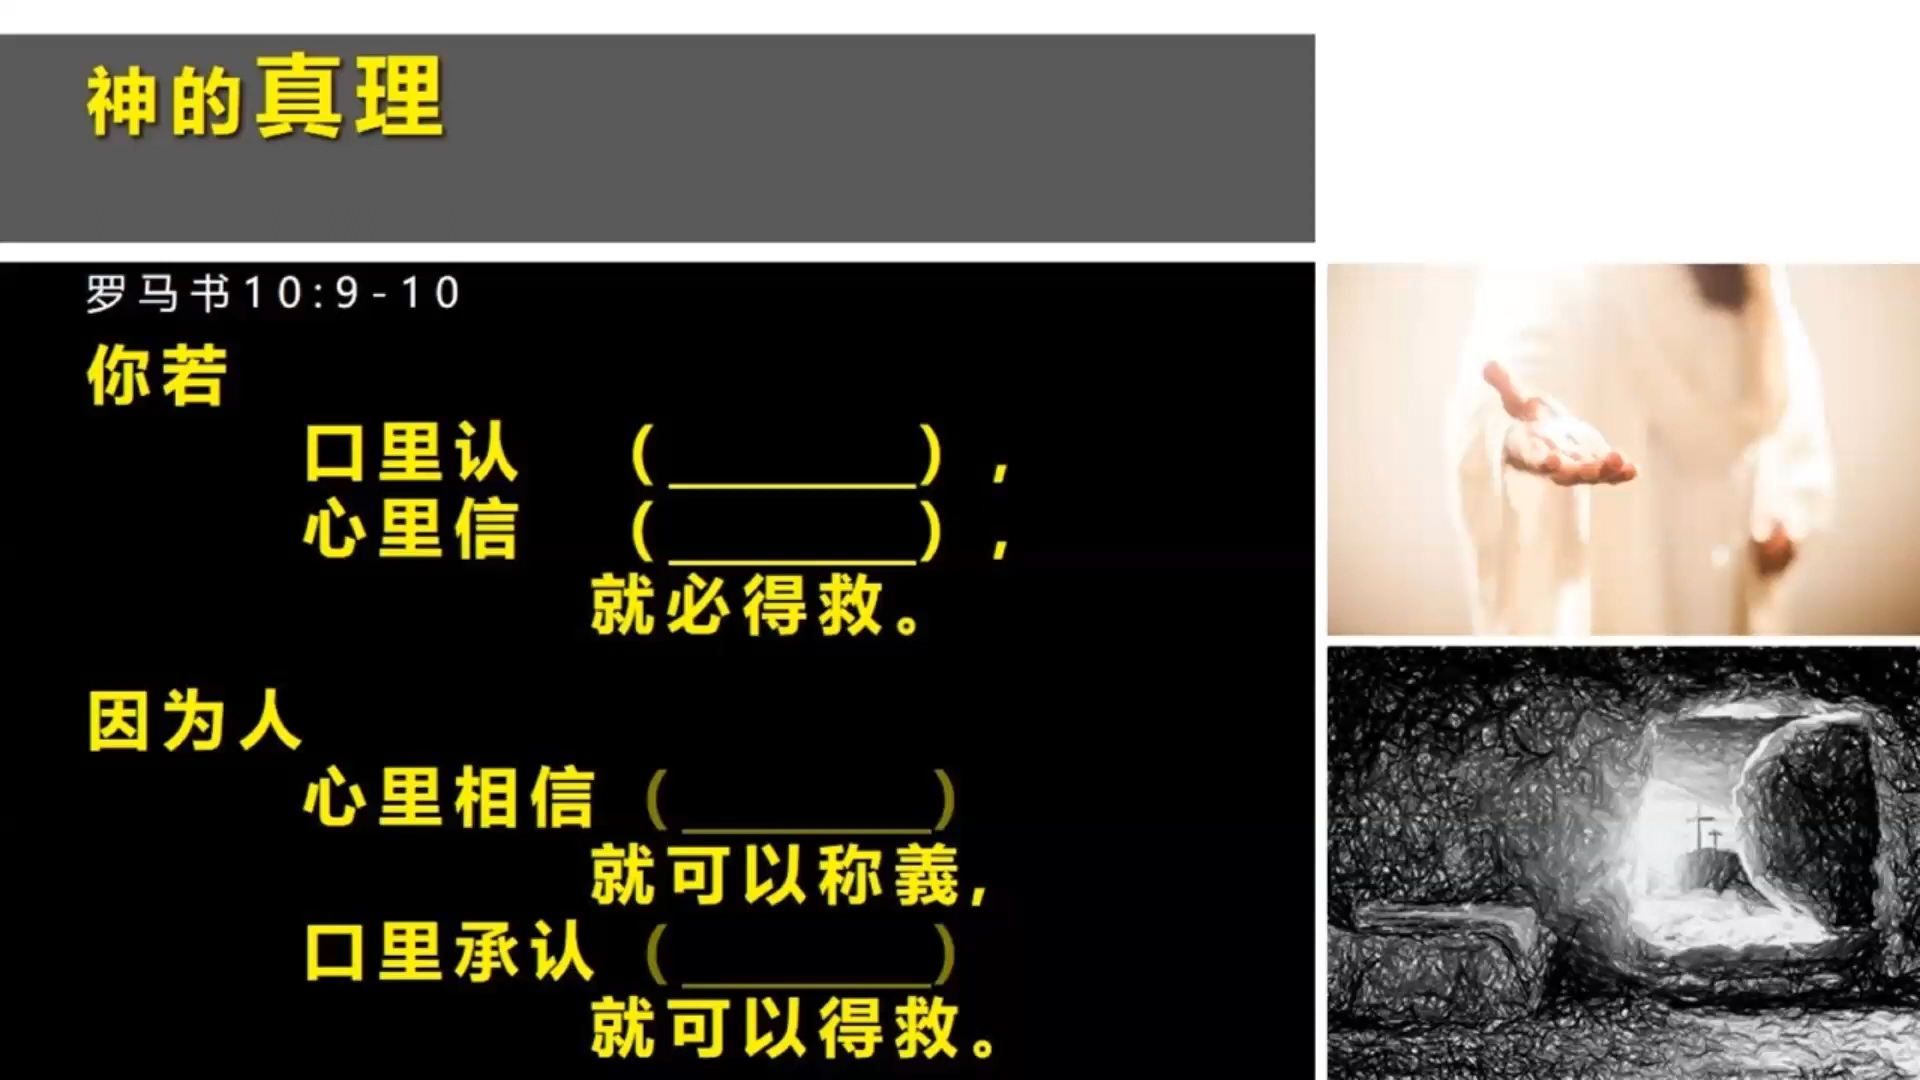 神的真理
罗马书10:9-10
你若
口里认 (________) ,
心里信 (________) ,
就必得救。
因为人
心里相信 (________)
就可以称義,
口里承认 (________)
就可以得救。